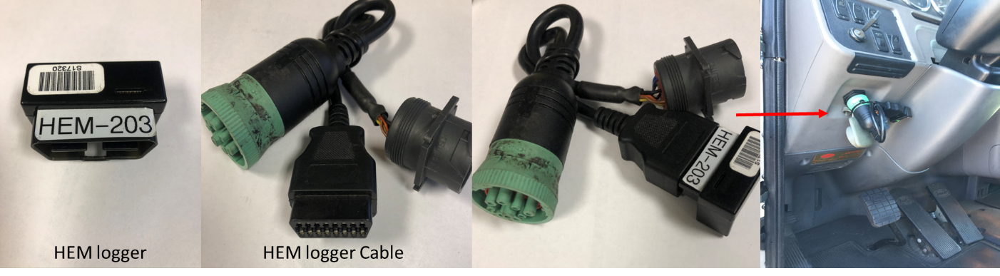 S17320
HEM-203
HEM logger
HEM logger Cable
HEM-203